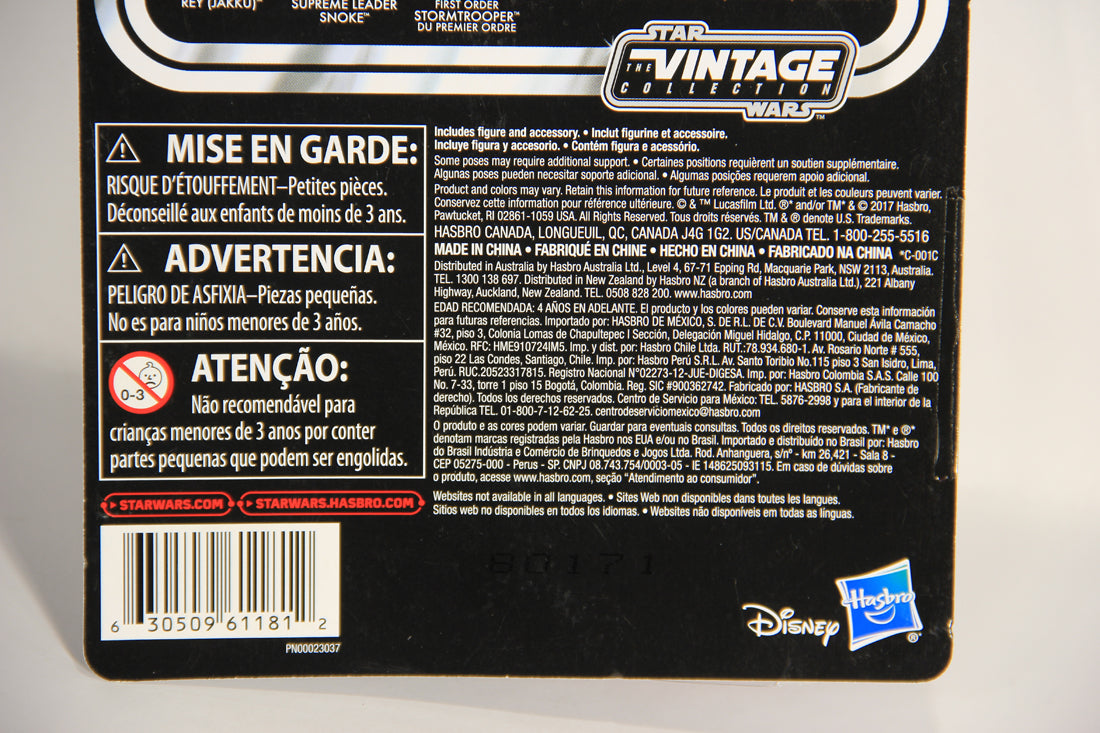 REY (JAKKU)™
SUPREME LEADER
SNOKE™
FIRST ORDER
STORMTROOPER™
DU PREMIER ORDRE
STAR
THE VINTAGE
COLLECTION
WARS™
MISE EN GARDE:
RISQUE D'ÉTOUFFEMENT–Petites pièces.
Déconseillé aux enfants de moins de 3 ans.
ADVERTENCIA:
PELIGRO DE ASFIXIA–Piezas pequeñas.
No es para niños menores de 3 años.
0-3
ATENÇÃO:
Não recomendável para
crianças menores de 3 anos por conter
partes pequenas que podem ser engolidas.
STARWARS.COM
STARWARS.HASBRO.COM
6 30509 61181 2
PN00023037
Includes figure and accessory. • Inclut figurine et accessoire.
Incluye figura y accesorio. • Contém figura e acessório.
Some poses may require additional support. • Certaines positions requièrent un soutien supplémentaire.
Algunas poses pueden necesitar soporte adicional. • Algumas posições requerem apoio adicional.
Product and colors may vary. Retain this information for future reference. Le produit et les couleurs peuvent varier.
Conservez cette information pour référence ultérieure. © & ™ Lucasfilm Ltd. ®* and/or TM* & © 2017 Hasbro,
Pawtucket, RI 02861-1059 USA. All Rights Reserved. Tous droits réservés. TM & ® denote U.S. Trademarks.
HASBRO CANADA, LONGUEUIL, QC, CANADA J4G 1G2. US/CANADA TEL. 1-800-255-5516
MADE IN CHINA • FABRIQUÉ EN CHINE • HECHO EN CHINA • FABRICADO NA CHINA *C-001C
Distributed in Australia by Hasbro Australia Ltd., Level 4, 67-71 Epping Rd, Macquarie Park, NSW 2113, Australia.
TEL. 1300 138 697. Distributed in New Zealand by Hasbro NZ (a branch of Hasbro Australia Ltd.), 221 Albany
Highway, Auckland, New Zealand. TEL. 0508 828 200. www.hasbro.com
EDAD RECOMENDADA: 4 AÑOS EN ADELANTE. El producto y los colores pueden variar. Conserve esta información
para futuras referencias. Importado por: HASBRO DE MÉXICO, S. DE R.L. DE C.V. Boulevard Manuel Ávila Camacho
#32, piso 3, Colonia Lomas de Chapultepec I Sección, Delegación Miguel Hidalgo, C.P. 11000, Ciudad de México,
México. RFC: HME910724IM5. Imp. y dist. por: Hasbro Chile Ltda. RUT.:78.934.680-1. Av. Rosario Norte # 555,
piso 22 Las Condes, Santiago, Chile. Imp. por: Hasbro Perú S.R.L. Av. Santo Toribio No.115 piso 3 San Isidro, Lima,
Perú. RUC.20523317815. Registro Nacional N°02273-12-JUE-DIGESA. Imp. por: Hasbro Colombia S.A.S. Calle 100
No. 7-33, torre 1 piso 15 Bogotá, Colombia. Reg. SIC #900362742. Fabricado por: HASBRO S.A. (Fabricante de
derecho). Todos los derechos reservados. Centro de Servicio para México: TEL. 5876-2998 y para el interior de la
República TEL. 01-800-7-12-62-25. centrodeserviciomexico@hasbro.com
O produto e as cores podem variar. Guardar para eventuais consultas. Todos os direitos reservados. TM* e ®*
denotam marcas registradas pela Hasbro nos EUA e/ou no Brasil. Importado e distribuído no Brasil por: Hasbro
do Brasil Indústria e Comércio de Brinquedos e Jogos Ltda. Rod. Anhanguera, s/nº - km 26,421 - Sala 8 -
CEP 05275-000 - Perus - SP. CNPJ 08.743.754/0003-05 - IE 148625093115. Em caso de dúvidas sobre
o produto, acesse www.hasbro.com, seção "Atendimento ao consumidor".
Websites not available in all languages. • Sites Web non disponibles dans toutes les langues.
Sitios web no disponibles en todos los idiomas. • Websites não disponíveis em todas as línguas.
80171
Disney
Hasbro®